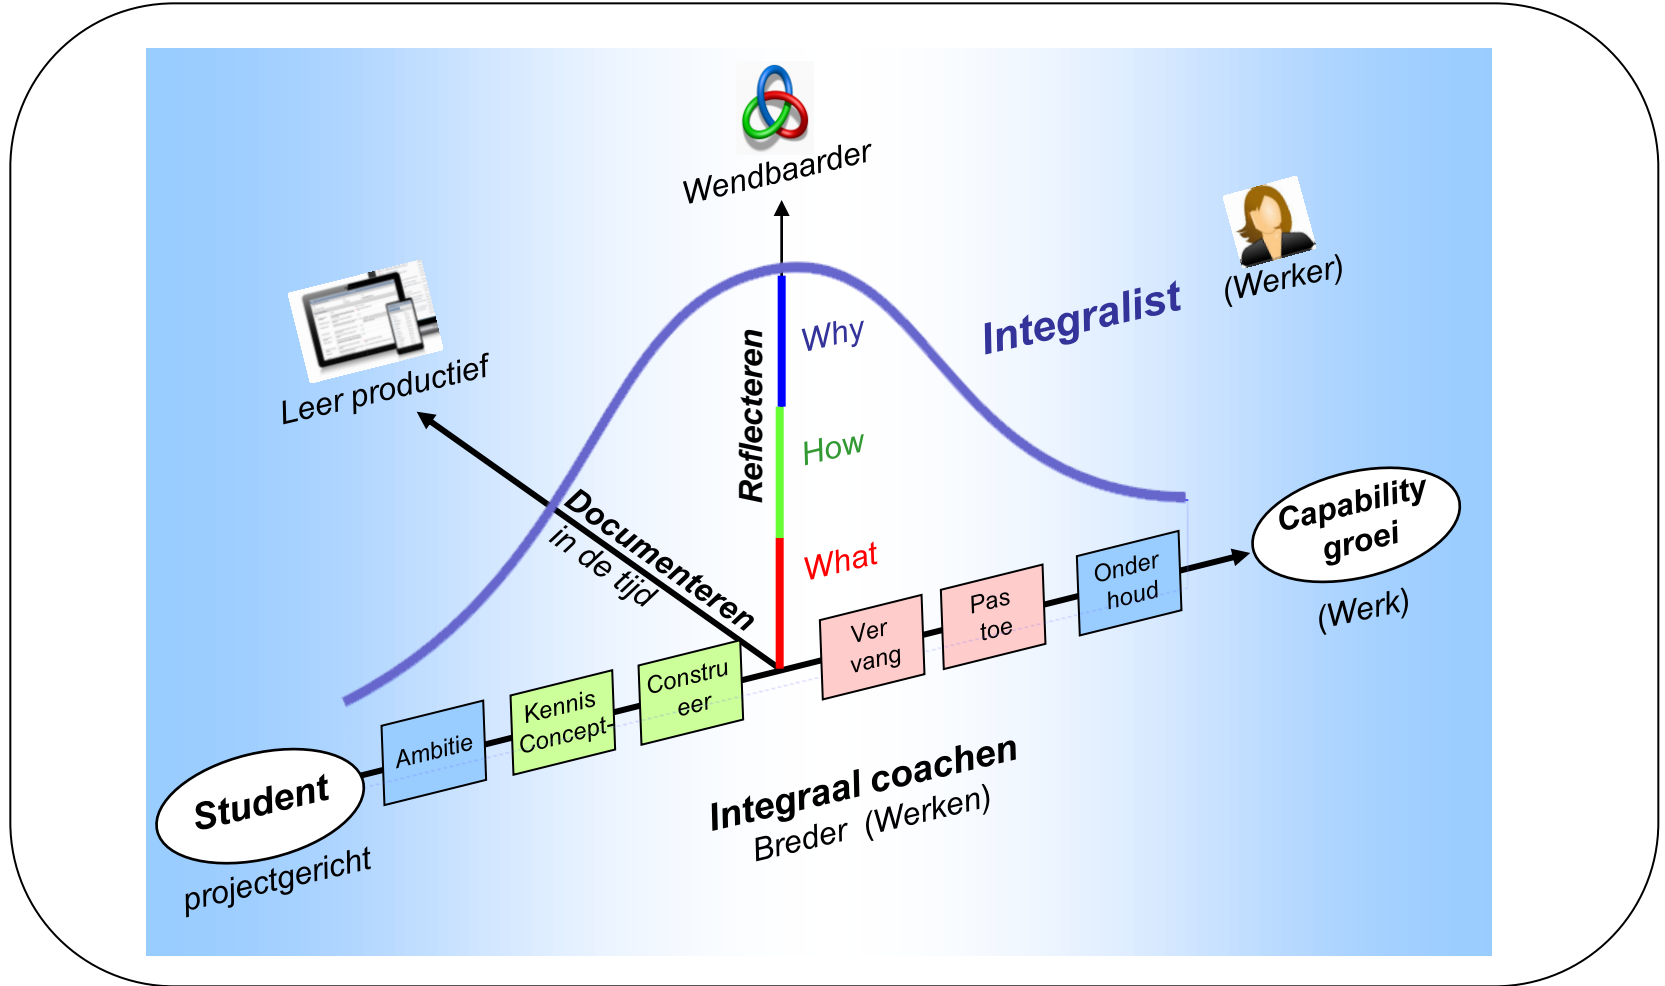 Wendbaarder
(Werker)
Integralist
Leer productief
Reflecteren
Why
How
What
Documenteren
in de tijd
Capability
groei
(Werk)
Onder
houd
Pas
toe
Ver
vang
Constru
eer
Kennis
Concept-
Ambitie
Student
projectgericht
Integraal coachen
Breder (Werken)